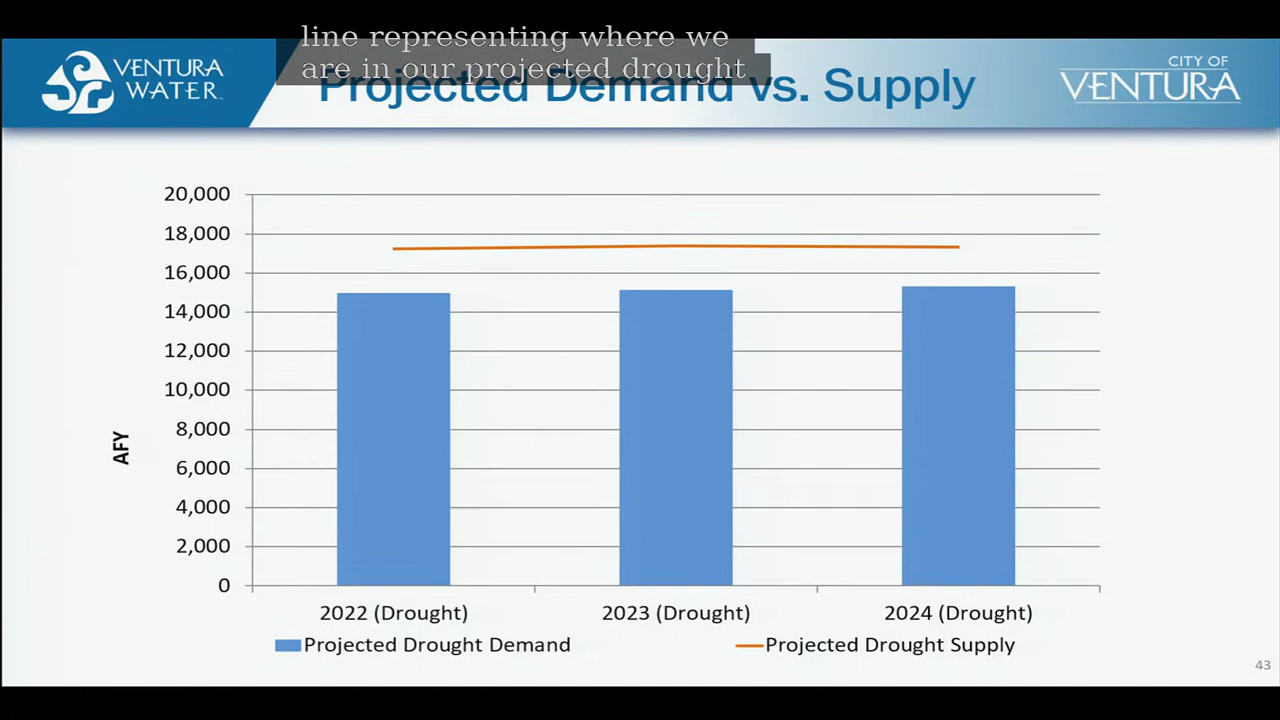 line representing where we
are in our projected drought
VENTURA
WATER
Projected Demand vs. Supply
CITY OF
VENTURA
20,000
18,000
16,000
14,000
12,000
10,000
8,000
6,000
4,000
2,000
0
AFY
2022 (Drought) 2023 (Drought) 2024 (Drought)
Projected Drought Demand Projected Drought Supply
43